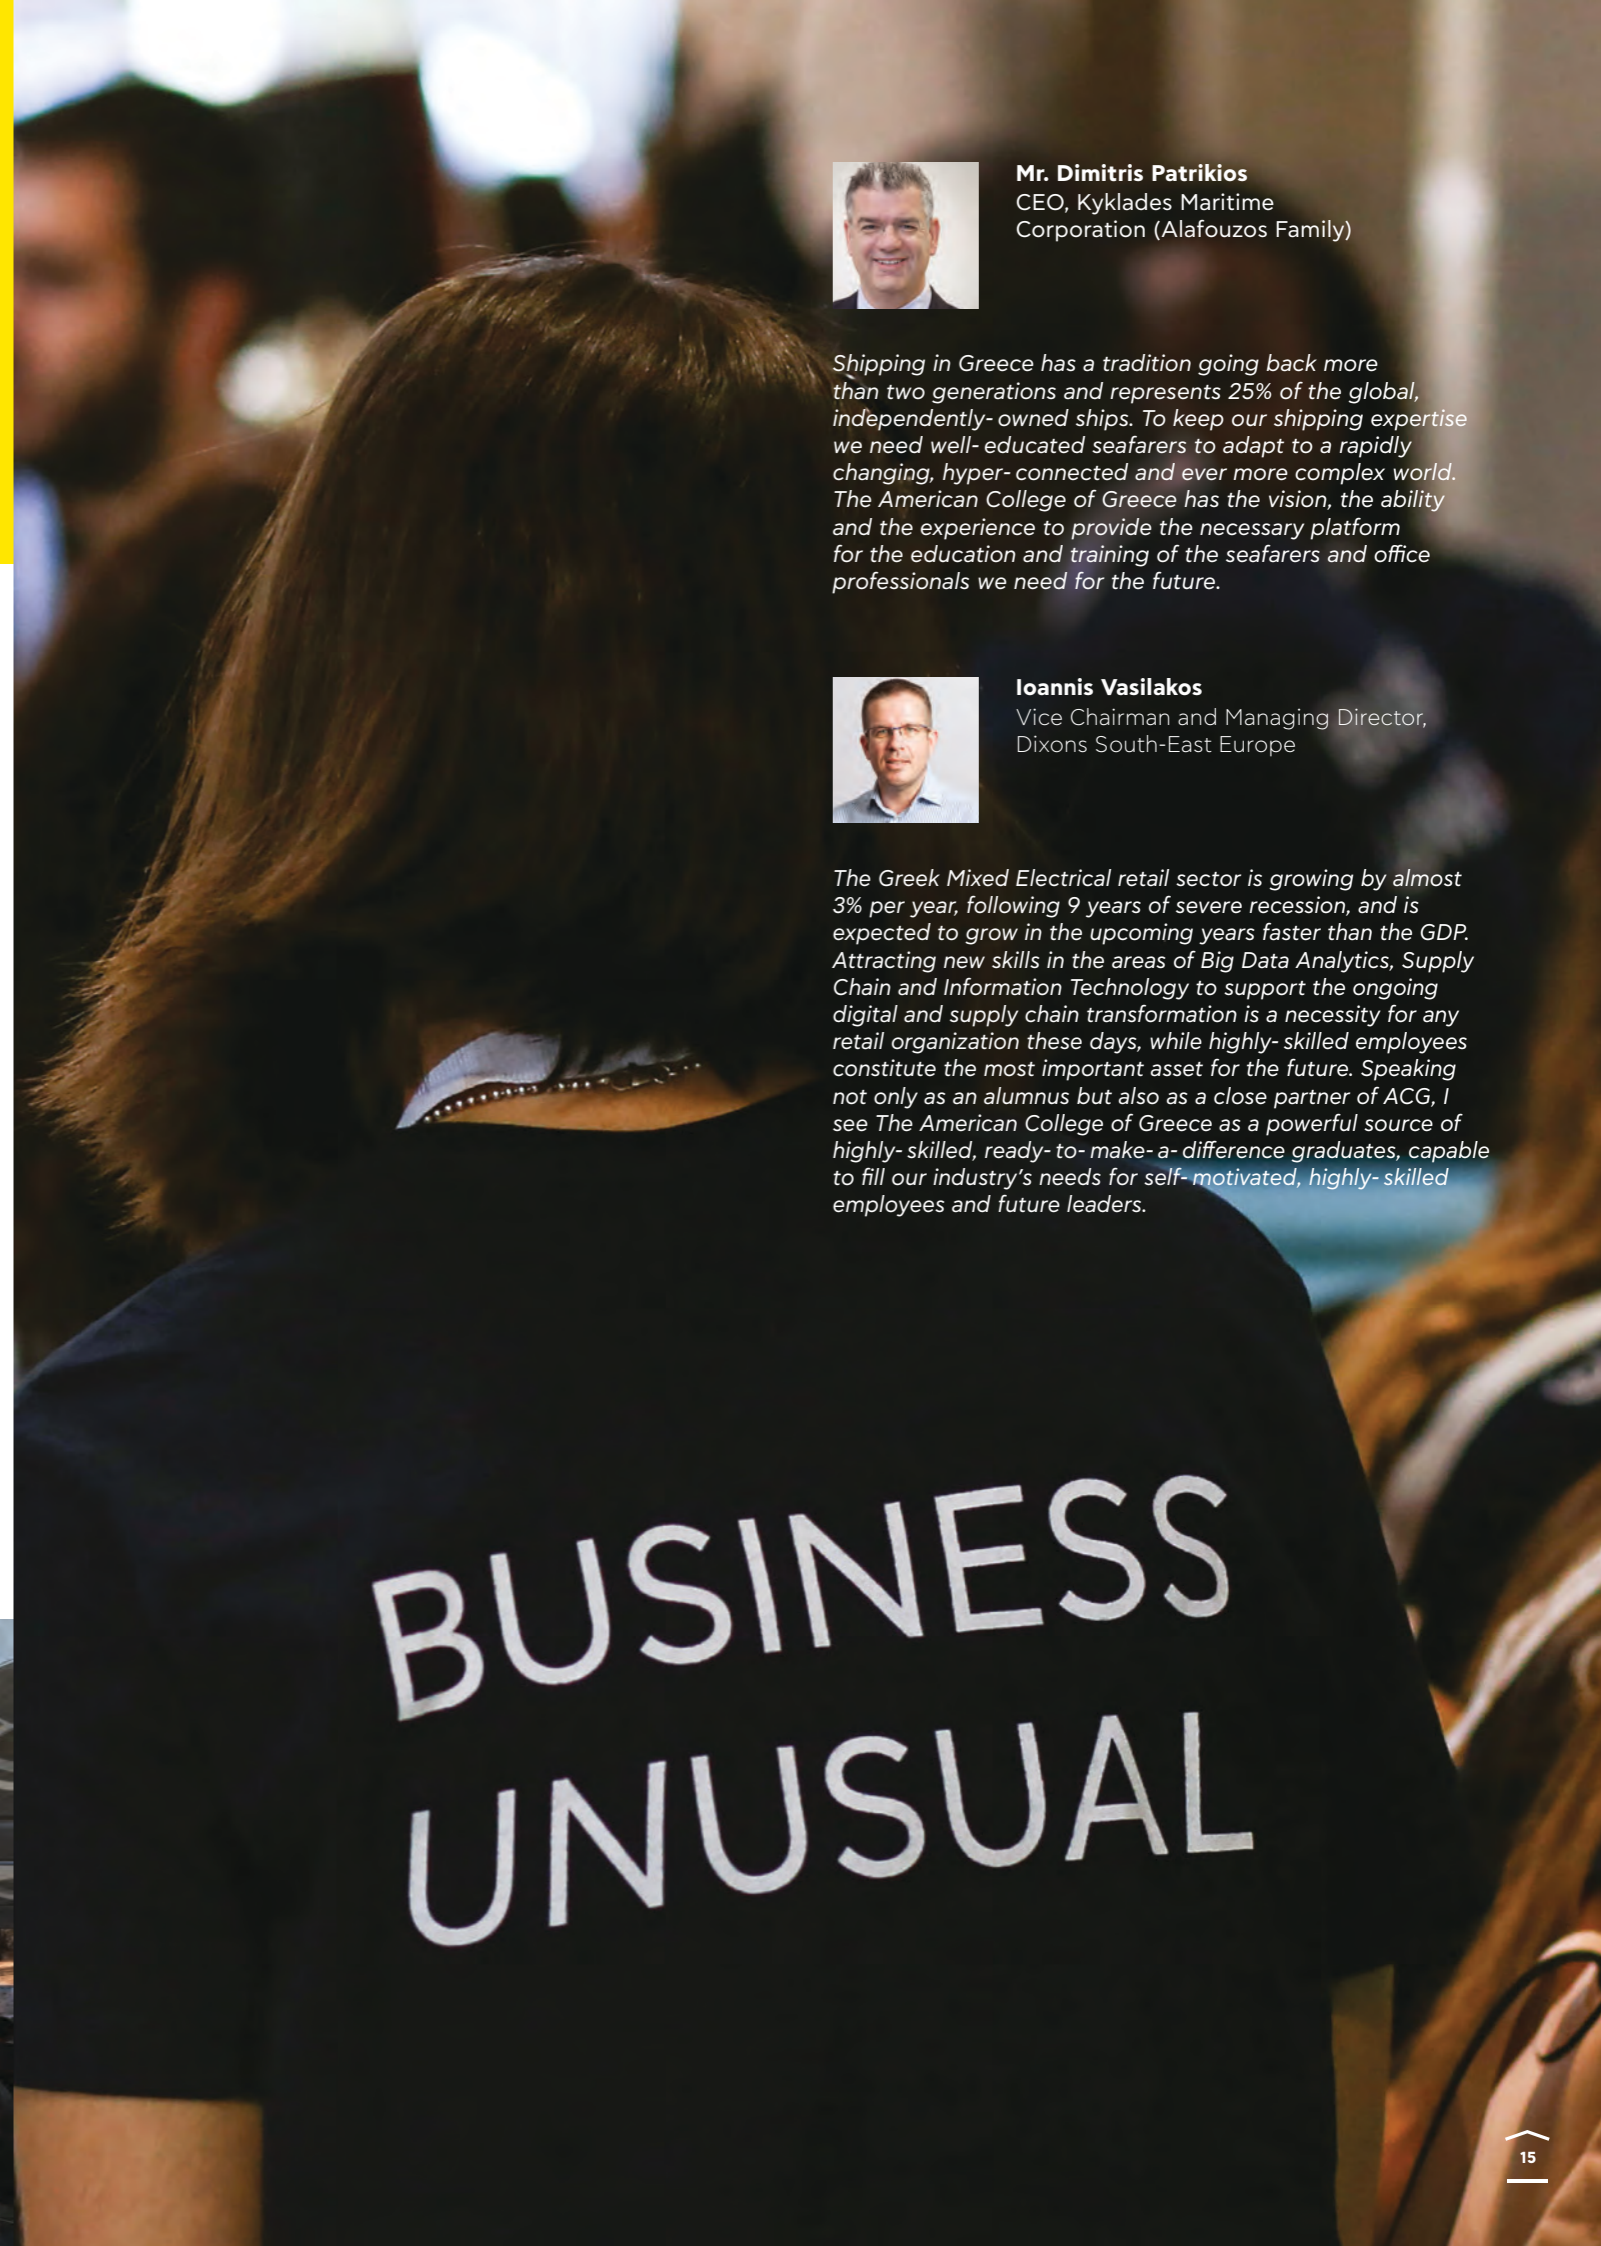 Mr. Dimitris Patrikios
CEO, Kyklades Maritime
Corporation (Alafouzos Family)
Shipping in Greece has a tradition going back more
than two generations and represents 25% of the global,
independently- owned ships. To keep our shipping expertise
we need well- educated seafarers to adapt to a rapidly
changing, hyper- connected and ever more complex world.
The American College of Greece has the vision, the ability
and the experience to provide the necessary platform
for the education and training of the seafarers and office
professionals we need for the future.
Ioannis Vasilakos
Vice Chairman and Managing Director,
Dixons South-East Europe
The Greek Mixed Electrical retail sector is growing by almost
3% per year, following 9 years of severe recession, and is
expected to grow in the upcoming years faster than the GDP.
Attracting new skills in the areas of Big Data Analytics, Supply
Chain and Information Technology to support the ongoing
digital and supply chain transformation is a necessity for any
retail organization these days, while highly- skilled employees
constitute the most important asset for the future. Speaking
not only as an alumnus but also as a close partner of ACG, I
see The American College of Greece as a powerful source of
highly- skilled, ready- to- make- a- difference graduates, capable
to fill our industry's needs for self- motivated, highly- skilled
employees and future leaders.
BUSINESS
UNUSUAL
15